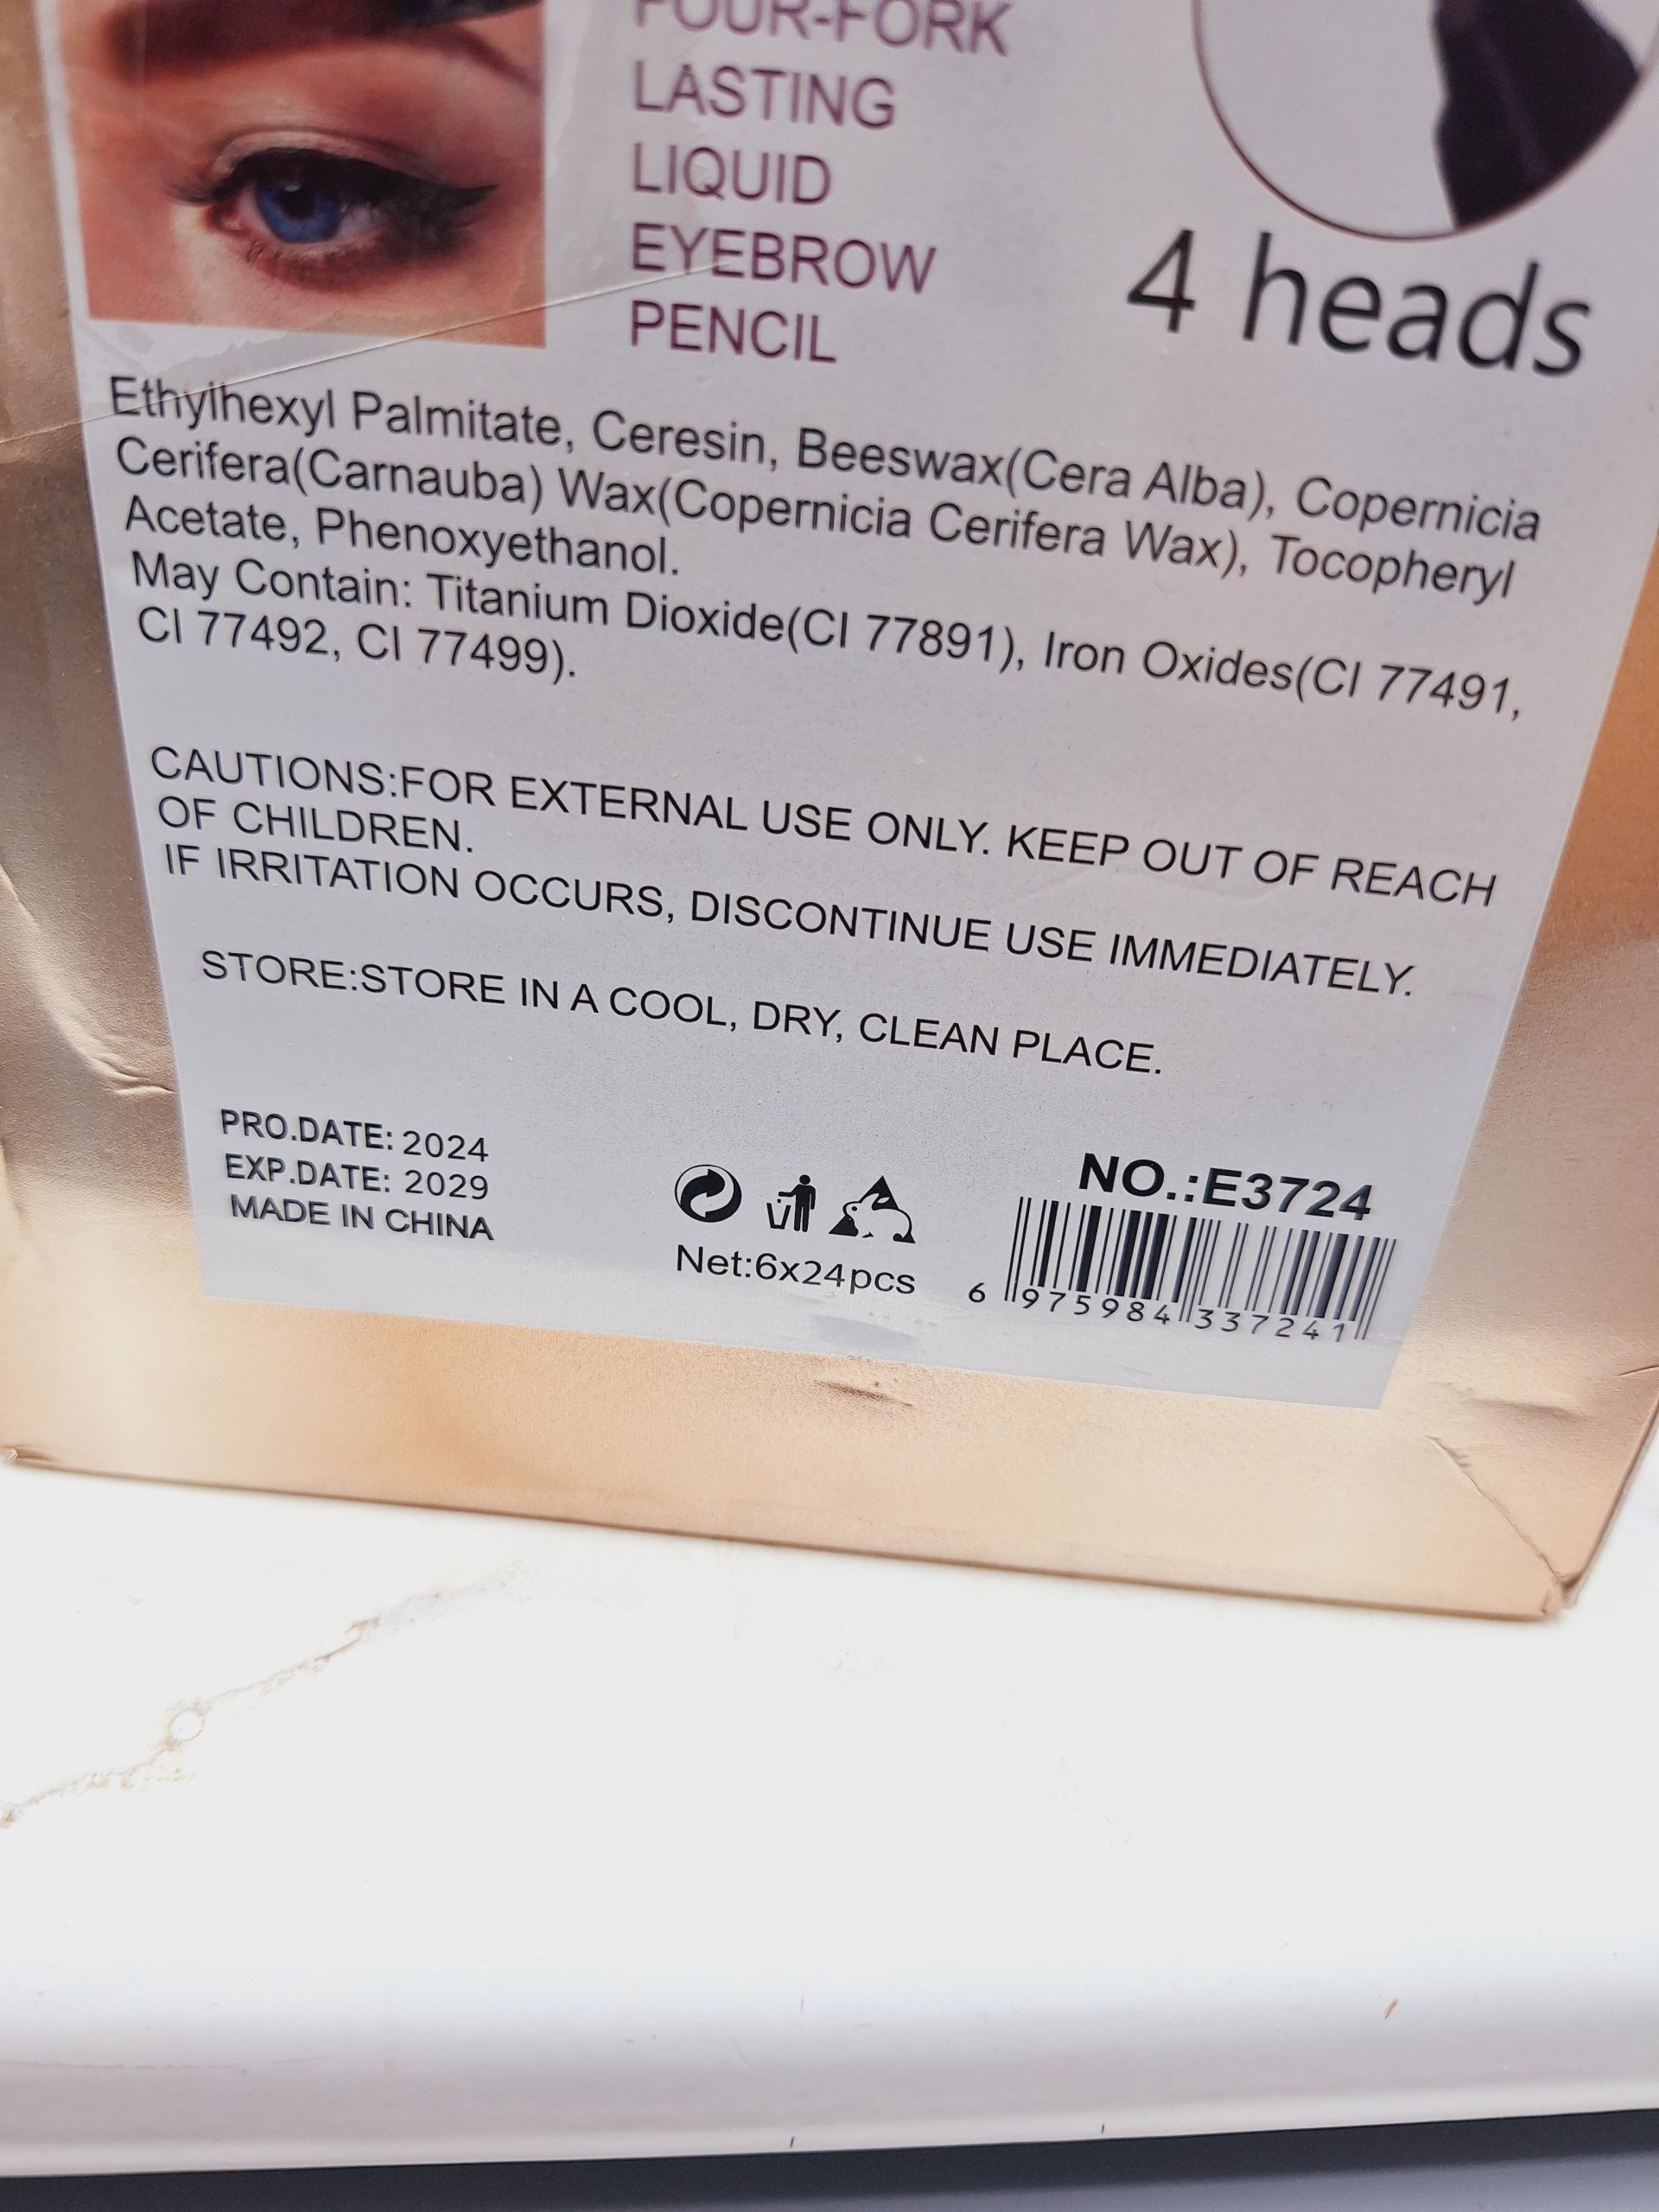 FOUR-FORK
LASTING
LIQUID
EYEBROW
PENCIL
4 heads
Ethylhexyl Palmitate, Ceresin, Beeswax(Cera Alba), Copernicia
Cerifera(Carnauba) Wax(Copernicia Cerifera Wax), Tocopheryl
Acetate, Phenoxyethanol.
May Contain: Titanium Dioxide(CI 77891), Iron Oxides(CI 77491,
CI 77492, CI 77499).
CAUTIONS:FOR EXTERNAL USE ONLY. KEEP OUT OF REACH
OF CHILDREN.
IF IRRITATION OCCURS, DISCONTINUE USE IMMEDIATELY.
STORE:STORE IN A COOL, DRY, CLEAN PLACE.
PRO.DATE: 2024
EXP.DATE: 2029
MADE IN CHINA
Net:6x24pcs
NO.:E3724
6 975984 337241